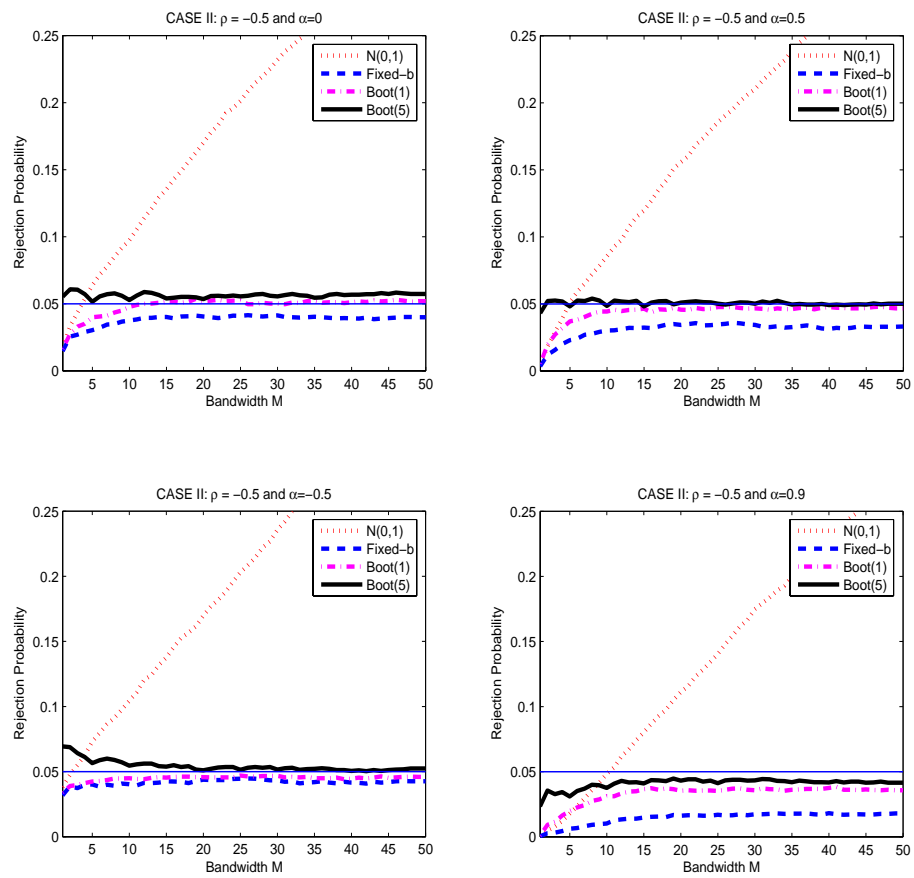 CASE II: ρ = −0.5 and α=0
0.25
0.2
0.15
0.1
0.05
0
Rejection Probability
N(0,1)
Fixed−b
Boot(1)
Boot(5)
5 10 15 20 25 30 35 40 45 50
Bandwidth M
CASE II: ρ = −0.5 and α=0.5
0.25
0.2
0.15
0.1
0.05
0
Rejection Probability
N(0,1)
Fixed−b
Boot(1)
Boot(5)
5 10 15 20 25 30 35 40 45 50
Bandwidth M
CASE II: ρ = −0.5 and α=−0.5
0.25
0.2
0.15
0.1
0.05
0
Rejection Probability
N(0,1)
Fixed−b
Boot(1)
Boot(5)
5 10 15 20 25 30 35 40 45 50
Bandwidth M
CASE II: ρ = −0.5 and α=0.9
0.25
0.2
0.15
0.1
0.05
0
Rejection Probability
N(0,1)
Fixed−b
Boot(1)
Boot(5)
5 10 15 20 25 30 35 40 45 50
Bandwidth M